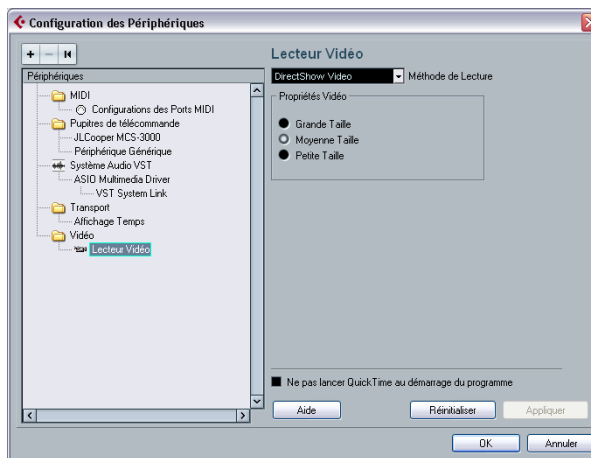 Configuration des Périphériques
Périphériques
MIDI
Configurations des Ports MIDI
Pupitres de télécommande
JLCooper MCS-3000
Périphérique Générique
Système Audio VST
ASIO Multimedia Driver
VST System Link
Transport
Affichage Temps
Vidéo
Lecteur Vidéo
Lecteur Vidéo
DirectShow Video Méthode de Lecture
Propriétés Vidéo
Grande Taille
Moyenne Taille
Petite Taille
Ne pas lancer QuickTime au démarrage du programme
Aide Réinitialiser Appliquer
OK Annuler